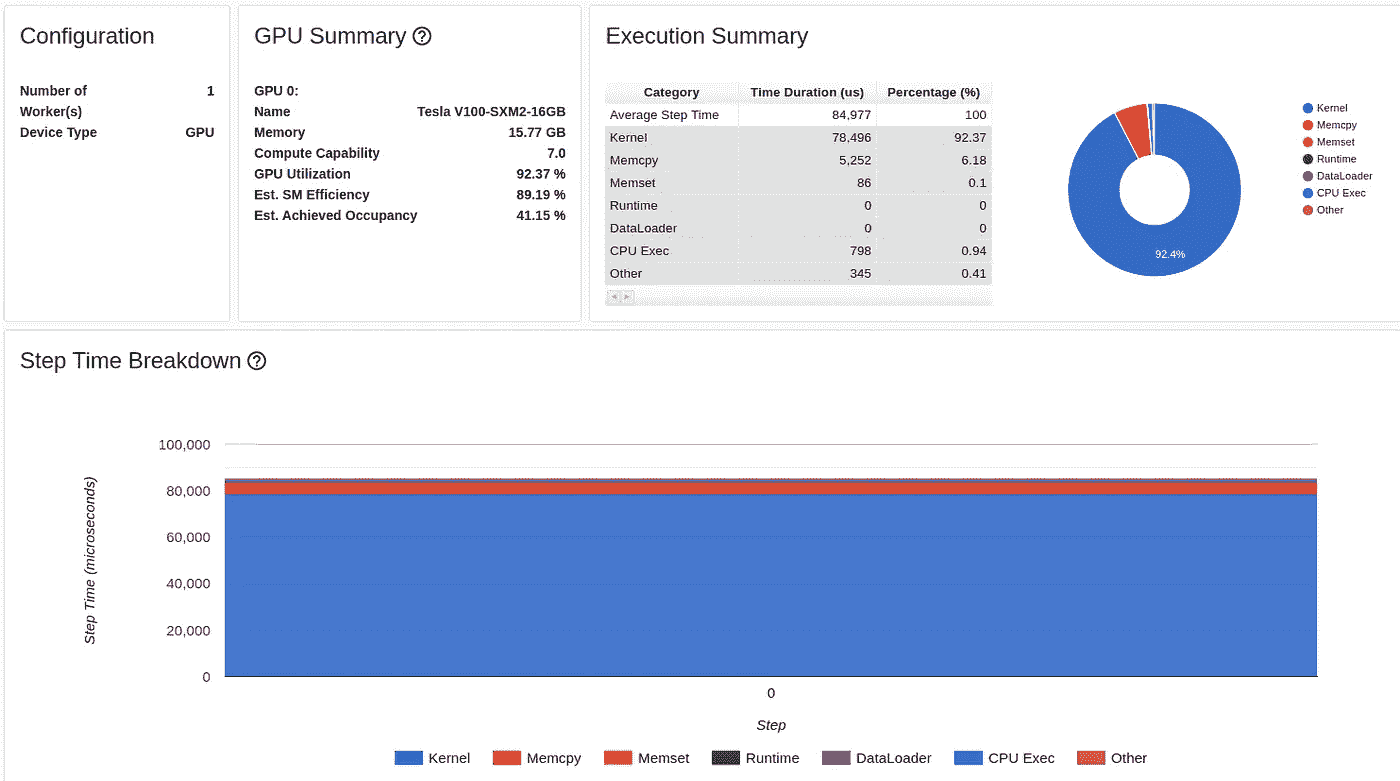 Configuration
Number of 1
Worker(s)
Device Type GPU
GPU Summary ?
GPU 0:
Name Tesla V100-SXM2-16GB
Memory 15.77 GB
Compute Capability 7.0
GPU Utilization 92.37 %
Est. SM Efficiency 89.19 %
Est. Achieved Occupancy 41.15 %
Execution Summary
Category Time Duration (us) Percentage (%)
Average Step Time 84,977 100
Kernel 78,496 92.37
Memcpy 5,252 6.18
Memset 86 0.1
Runtime 0 0
DataLoader 0 0
CPU Exec 798 0.94
Other 345 0.41
92.4%
Kernel
Memcpy
Memset
Runtime
DataLoader
CPU Exec
Other
Step Time Breakdown ?
Step Time (microseconds)
100,000
80,000
60,000
40,000
20,000
0
0
Step
Kernel Memcpy Memset Runtime DataLoader CPU Exec Other